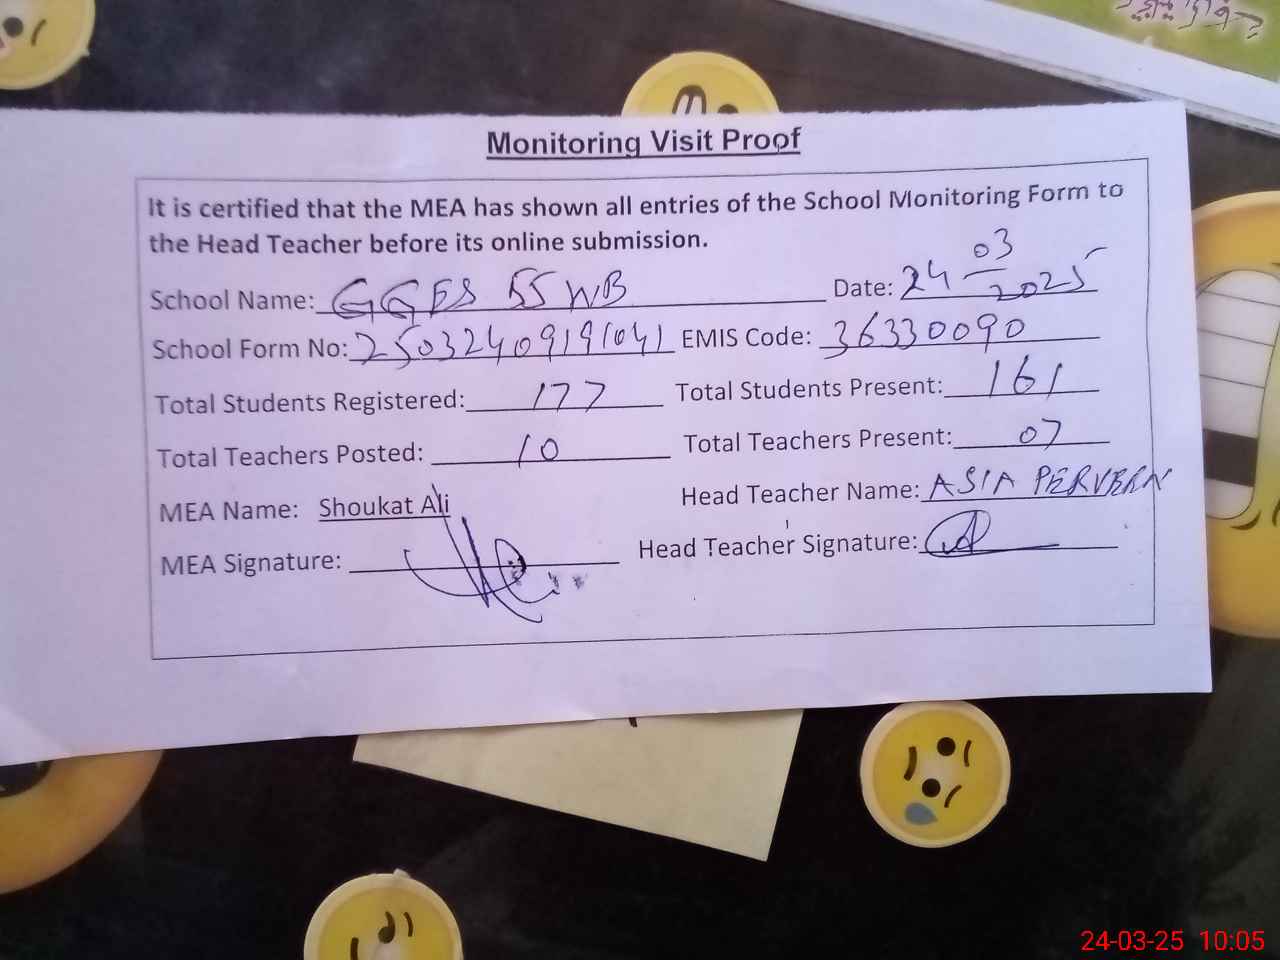 Monitoring Visit Proof
It is certified that the MEA has shown all entries of the School Monitoring Form to
the Head Teacher before its online submission.
School Name: GGES 55 WB Date: 24 03 2025
School Form No: 25032409191041 EMIS Code: 36330090
Total Students Registered: 177 Total Students Present: 161
Total Teachers Posted: 10 Total Teachers Present: 07
MEA Name: Shoukat Ali Head Teacher Name: ASIA PERVEEN
MEA Signature: Head Teacher Signature:
24-03-25 10:05